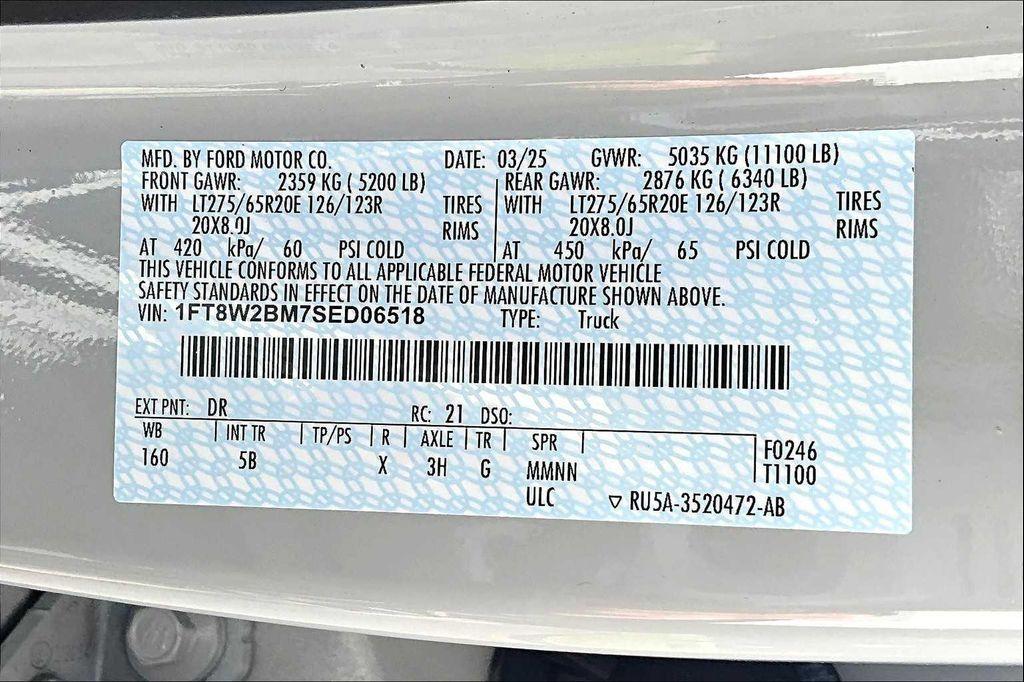 MFD. BY FORD MOTOR CO. DATE: 03/25 GVWR: 5035 KG (11100 LB)
FRONT GAWR: 2359 KG ( 5200 LB) REAR GAWR: 2876 KG ( 6340 LB)
WITH LT275/65R20E 126/123R TIRES WITH LT275/65R20E 126/123R TIRES
20X8.0J RIMS 20X8.0J RIMS
AT 420 kPa/ 60 PSI COLD AT 450 kPa/ 65 PSI COLD
THIS VEHICLE CONFORMS TO ALL APPLICABLE FEDERAL MOTOR VEHICLE
SAFETY STANDARDS IN EFFECT ON THE DATE OF MANUFACTURE SHOWN ABOVE.
VIN: 1FT8W2BM7SED06518 TYPE: Truck
EXT PNT: DR RC: 21 DSO:
WB INT TR TP/PS R AXLE TR SPR F0246
160 5B X 3H G MMNN T1100
ULC RU5A-3520472-AB